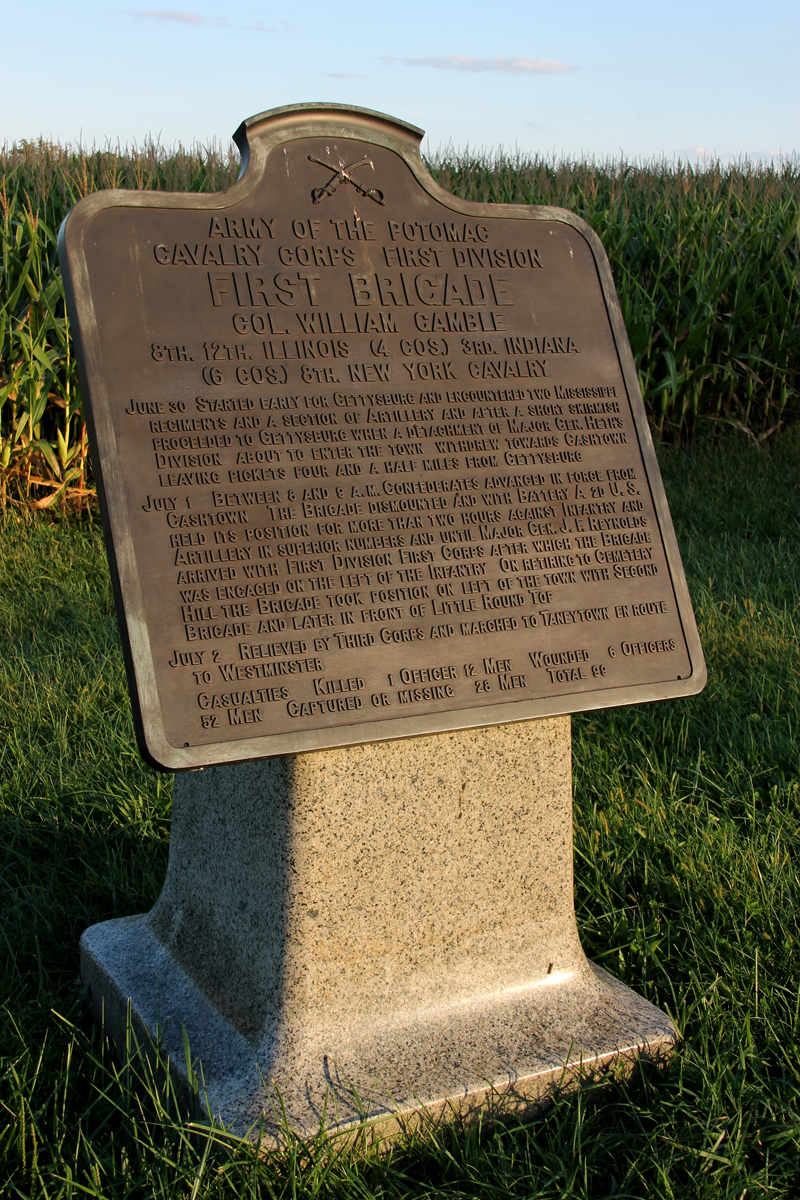 ARMY OF THE POTOMAC
CAVALRY CORPS FIRST DIVISION
FIRST BRIGADE
COL. WILLIAM GAMBLE
8TH. 12TH. ILLINOIS (4 COS.) 3RD. INDIANA
(6 COS.) 8TH. NEW YORK CAVALRY
JUNE 30 STARTED EARLY FOR GETTYSBURG AND ENCOUNTERED TWO MISSISSIPPI
REGIMENTS AND A SECTION OF ARTILLERY AND AFTER A SHORT SKIRMISH
PROCEEDED TO GETTYSBURG WHEN A DETACHMENT OF MAJOR GEN. HETH'S
DIVISION ABOUT TO ENTER THE TOWN WITHDREW TOWARDS CASHTOWN
LEAVING PICKETS FOUR AND A HALF MILES FROM GETTYSBURG
JULY 1 BETWEEN 8 AND 9 A.M. CONFEDERATES ADVANCED IN FORCE FROM
CASHTOWN THE BRIGADE DISMOUNTED AND WITH BATTERY A 2D U.S.
HELD ITS POSITION FOR MORE THAN TWO HOURS AGAINST INFANTRY AND
ARTILLERY IN SUPERIOR NUMBERS AND UNTIL MAJOR GEN. J. F. REYNOLDS
ARRIVED WITH FIRST DIVISION FIRST CORPS AFTER WHICH THE BRIGADE
WAS ENGAGED ON THE LEFT OF THE INFANTRY ON RETIRING TO CEMETERY
HILL THE BRIGADE TOOK POSITION ON LEFT OF THE TOWN WITH SECOND
BRIGADE AND LATER IN FRONT OF LITTLE ROUND TOP
JULY 2 RELIEVED BY THIRD CORPS AND MARCHED TO TANEYTOWN EN ROUTE
TO WESTMINSTER
CASUALTIES KILLED 1 OFFICER 12 MEN WOUNDED 6 OFFICERS
52 MEN CAPTURED OR MISSING 28 MEN TOTAL 99